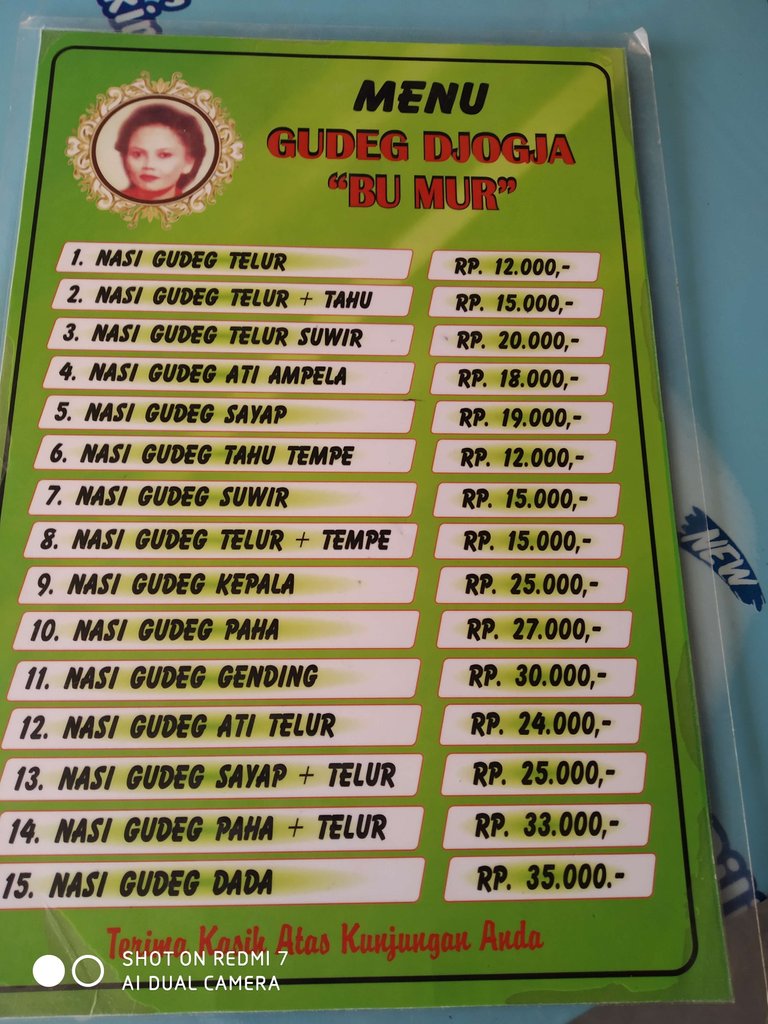 MENU
GUDEG DJOGJA
"BU MUR"
1. NASI GUDEG TELUR RP. 12.000,-
2. NASI GUDEG TELUR + TAHU RP. 15.000,-
3. NASI GUDEG TELUR SUWIR RP. 20.000,-
4. NASI GUDEG ATI AMPELA RP. 18.000,-
5. NASI GUDEG SAYAP RP. 19.000,-
6. NASI GUDEG TAHU TEMPE RP. 12.000,-
7. NASI GUDEG SUWIR RP. 15.000,-
8. NASI GUDEG TELUR + TEMPE RP. 15.000,-
9. NASI GUDEG KEPALA RP. 25.000,-
10. NASI GUDEG PAHA RP. 27.000,-
11. NASI GUDEG GENDING RP. 30.000,-
12. NASI GUDEG ATI TELUR RP. 24.000,-
13. NASI GUDEG SAYAP + TELUR RP. 25.000,-
14. NASI GUDEG PAHA + TELUR RP. 33.000,-
15. NASI GUDEG DADA RP. 35.000.-
Terima Kasih Atas Kunjungan Anda
NEW
SHOT ON REDMI 7
AI DUAL CAMERA